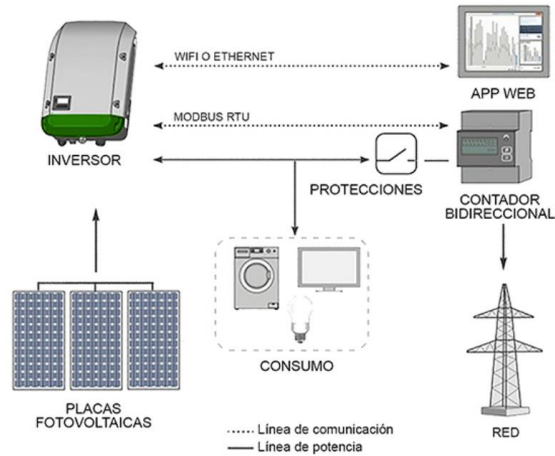 WIFI O ETHERNET
APP WEB
MODBUS RTU
INVERSOR
PROTECCIONES
CONTADOR
BIDIRECCIONAL
CONSUMO
PLACAS
FOTOVOLTAICAS
RED
Línea de comunicación
Línea de potencia